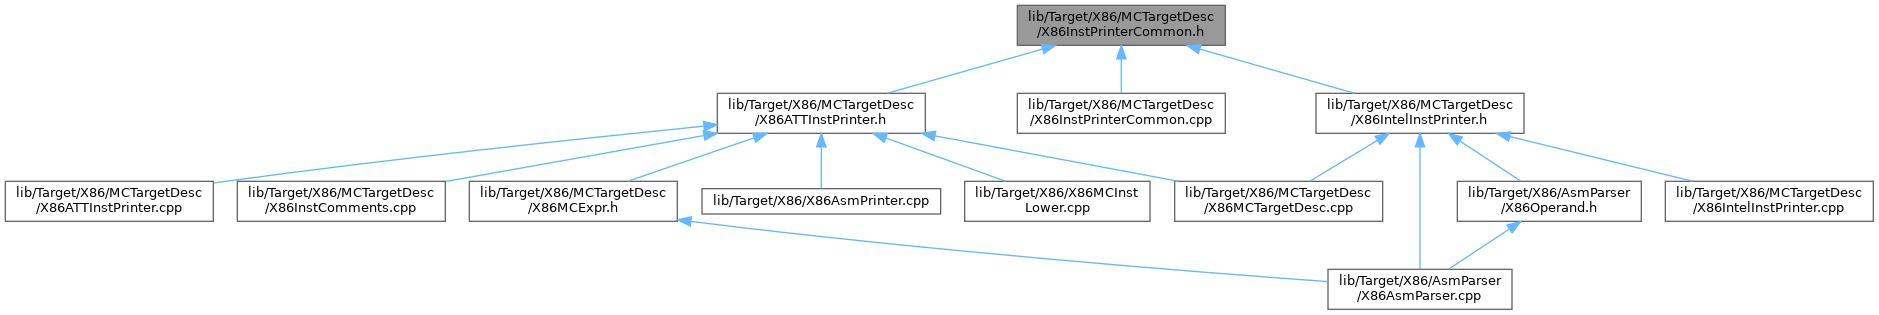 lib/Target/X86/MCTargetDesc
/X86InstPrinterCommon.h
lib/Target/X86/MCTargetDesc
/X86ATTInstPrinter.h
lib/Target/X86/MCTargetDesc
/X86InstPrinterCommon.cpp
lib/Target/X86/MCTargetDesc
/X86IntelInstPrinter.h
lib/Target/X86/MCTargetDesc
/X86ATTInstPrinter.cpp
lib/Target/X86/MCTargetDesc
/X86InstComments.cpp
lib/Target/X86/MCTargetDesc
/X86MCExpr.h
lib/Target/X86/X86AsmPrinter.cpp
lib/Target/X86/X86MCInst
Lower.cpp
lib/Target/X86/MCTargetDesc
/X86MCTargetDesc.cpp
lib/Target/X86/AsmParser
/X86Operand.h
lib/Target/X86/MCTargetDesc
/X86IntelInstPrinter.cpp
lib/Target/X86/AsmParser
/X86AsmParser.cpp